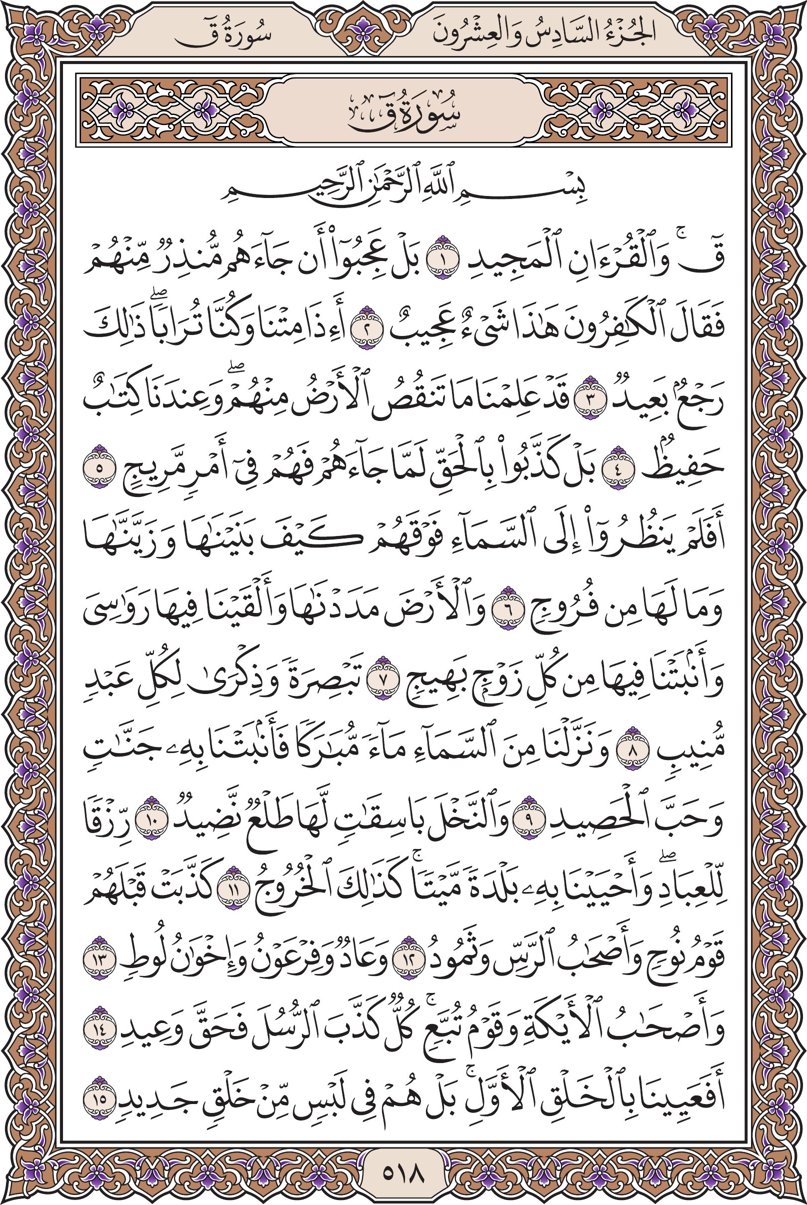 الجُزْءُ السَّادِسُ وَالعِشْرُونَ
سُورَةُ قٓ
سُورَةُ قٓ
بِسۡمِ ٱللَّهِ ٱلرَّحۡمَٰنِ ٱلرَّحِيمِ
قٓۚ وَٱلۡقُرۡءَانِ ٱلۡمَجِيدِ ١ بَلۡ عَجِبُوٓاْ أَن جَآءَهُم مُّنذِرٞ مِّنۡهُمۡ
فَقَالَ ٱلۡكَٰفِرُونَ هَٰذَا شَيۡءٌ عَجِيبٌ ٢ أَءِذَا مِتۡنَا وَكُنَّا تُرَابٗاۖ ذَٰلِكَ
رَجۡعُۢ بَعِيدٞ ٣ قَدۡ عَلِمۡنَا مَا تَنقُصُ ٱلۡأَرۡضُ مِنۡهُمۡۖ وَعِندَنَا كِتَٰبٌ
حَفِيظُۢ ٤ بَلۡ كَذَّبُواْ بِٱلۡحَقِّ لَمَّا جَآءَهُمۡ فَهُمۡ فِيٓ أَمۡرٖ مَّرِيجٍ ٥
أَفَلَمۡ يَنظُرُوٓاْ إِلَى ٱلسَّمَآءِ فَوۡقَهُمۡ كَيۡفَ بَنَيۡنَٰهَا وَزَيَّنَّٰهَا
وَمَا لَهَا مِن فُرُوجٖ ٦ وَٱلۡأَرۡضَ مَدَدۡنَٰهَا وَأَلۡقَيۡنَا فِيهَا رَوَٰسِيَ
وَأَنۢبَتۡنَا فِيهَا مِن كُلِّ زَوۡجِۭ بَهِيجٖ ٧ تَبۡصِرَةٗ وَذِكۡرَىٰ لِكُلِّ عَبۡدٖ
مُّنِيبٖ ٨ وَنَزَّلۡنَا مِنَ ٱلسَّمَآءِ مَآءٗ مُّبَٰرَكٗا فَأَنۢبَتۡنَا بِهِۦ جَنَّٰتٖ
وَحَبَّ ٱلۡحَصِيدِ ٩ وَٱلنَّخۡلَ بَاسِقَٰتٖ لَّهَا طَلۡعٞ نَّضِيدٞ ١٠ رِّزۡقٗا
لِّلۡعِبَادِۖ وَأَحۡيَيۡنَا بِهِۦ بَلۡدَةٗ مَّيۡتٗاۚ كَذَٰلِكَ ٱلۡخُرُوجُ ١١ كَذَّبَتۡ قَبۡلَهُمۡ
قَوۡمُ نُوحٖ وَأَصۡحَٰبُ ٱلرَّسِّ وَثَمُودُ ١٢ وَعَادٞ وَفِرۡعَوۡنُ وَإِخۡوَٰنُ لُوطٖ ١٣
وَأَصۡحَٰبُ ٱلۡأَيۡكَةِ وَقَوۡمُ تُبَّعٖۚ كُلّٞ كَذَّبَ ٱلرُّسُلَ فَحَقَّ وَعِيدِ ١٤
أَفَعَيِينَا بِٱلۡخَلۡقِ ٱلۡأَوَّلِۚ بَلۡ هُمۡ فِي لَبۡسٖ مِّنۡ خَلۡقٖ جَدِيدٖ ١٥
٥١٨